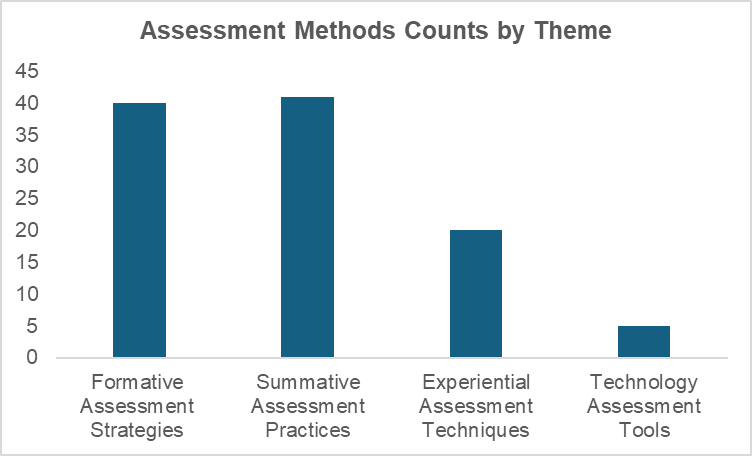 Assessment Methods Counts by Theme
45
40
35
30
25
20
15
10
5
0
Formative Assessment Strategies
Summative Assessment Practices
Experiential Assessment Techniques
Technology Assessment Tools